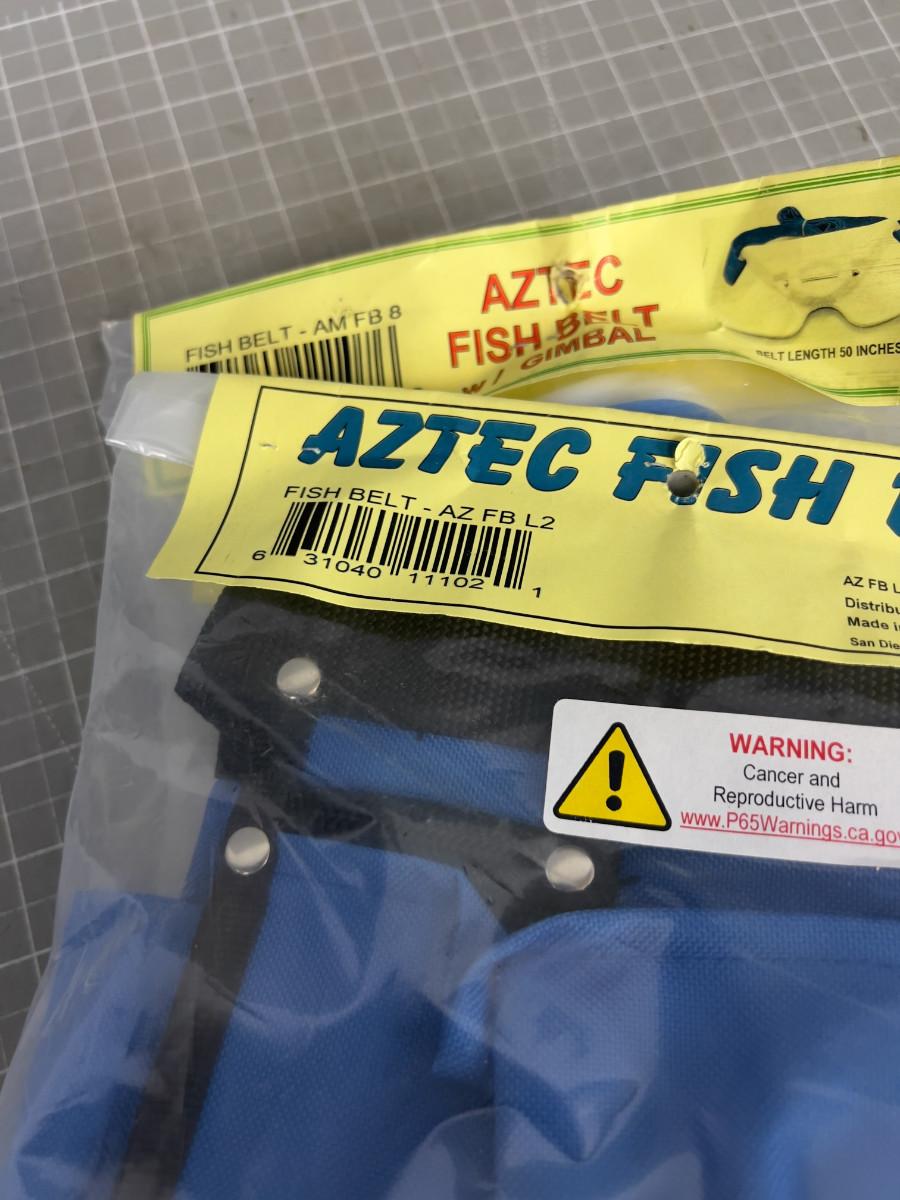 FISH BELT - AM FB 8
AZTEC
FISH BELT
w/ GIMBAL
BELT LENGTH 50 INCHES
AZTEC FISH
FISH BELT - AZ FB L2
6 31040 11102 1
AZ FB L
Distribu
Made i
San Die
WARNING:
Cancer and
Reproductive Harm
www.P65Warnings.ca.gov